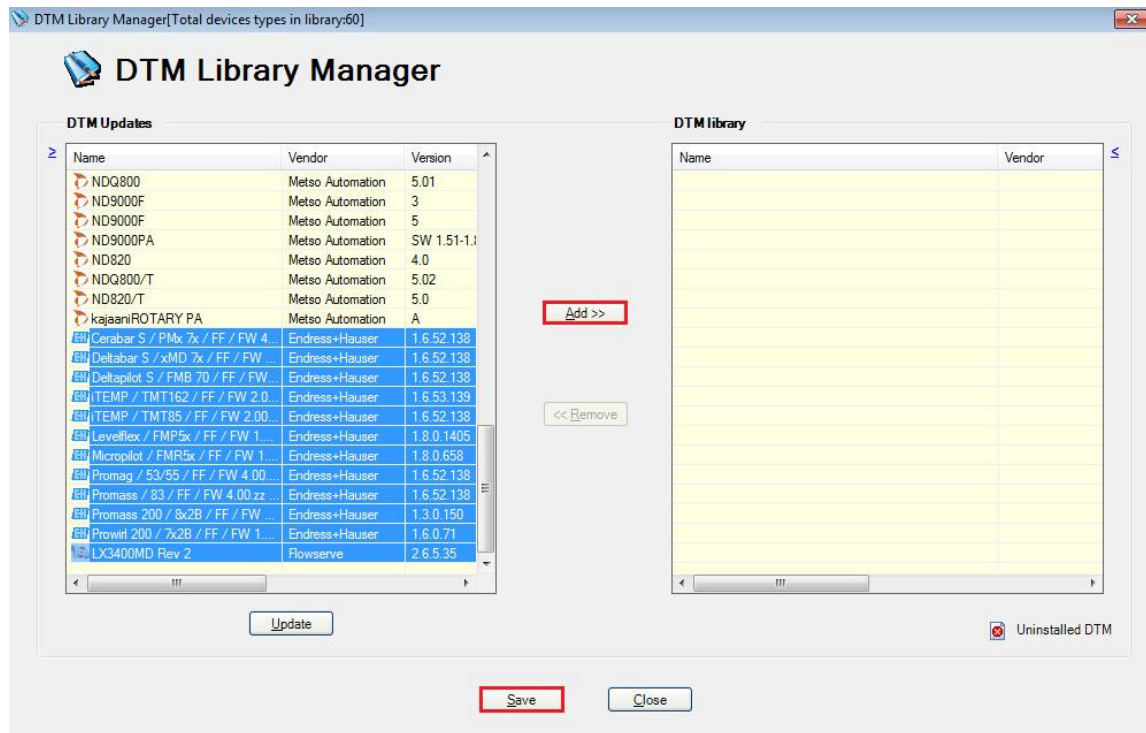 DTM Library Manager[Total devices types in library:60]
DTM Library Manager
DTM Updates
DTM library
≥
Name Vendor Version
NDQ800 Metso Automation 5.01
ND9000F Metso Automation 3
ND9000F Metso Automation 5
ND9000PA Metso Automation SW 1.51-1.
ND820 Metso Automation 4.0
NDQ800/T Metso Automation 5.02
ND820/T Metso Automation 5.0
kajaaniROTARY PA Metso Automation A
Cerabar S / PMx 7x / FF / FW 4... Endress+Hauser 1.6.52.138
Deltabar S / xMD 7x / FF / FW ... Endress+Hauser 1.6.52.138
Deltapilot S / FMB 70 / FF / FW... Endress+Hauser 1.6.52.138
iTEMP / TMT162 / FF / FW 2.0... Endress+Hauser 1.6.53.139
iTEMP / TMT85 / FF / FW 2.00... Endress+Hauser 1.6.52.138
Levelflex / FMP5x / FF / FW 1.... Endress+Hauser 1.8.0.1405
Micropilot / FMR5x / FF / FW 1... Endress+Hauser 1.8.0.658
Promag / 53/55 / FF / FW 4.00.... Endress+Hauser 1.6.52.138
Promass / 83 / FF / FW 4.00.zz ... Endress+Hauser 1.6.52.138
Promass 200 / 8x2B / FF / FW ... Endress+Hauser 1.3.0.150
Prowirl 200 / 7x2B / FF / FW 1.... Endress+Hauser 1.6.0.71
LX3400MD Rev 2 Flowserve 2.6.5.35
Add >>
<< Remove
Name Vendor
≤
Update
Uninstalled DTM
Save
Close